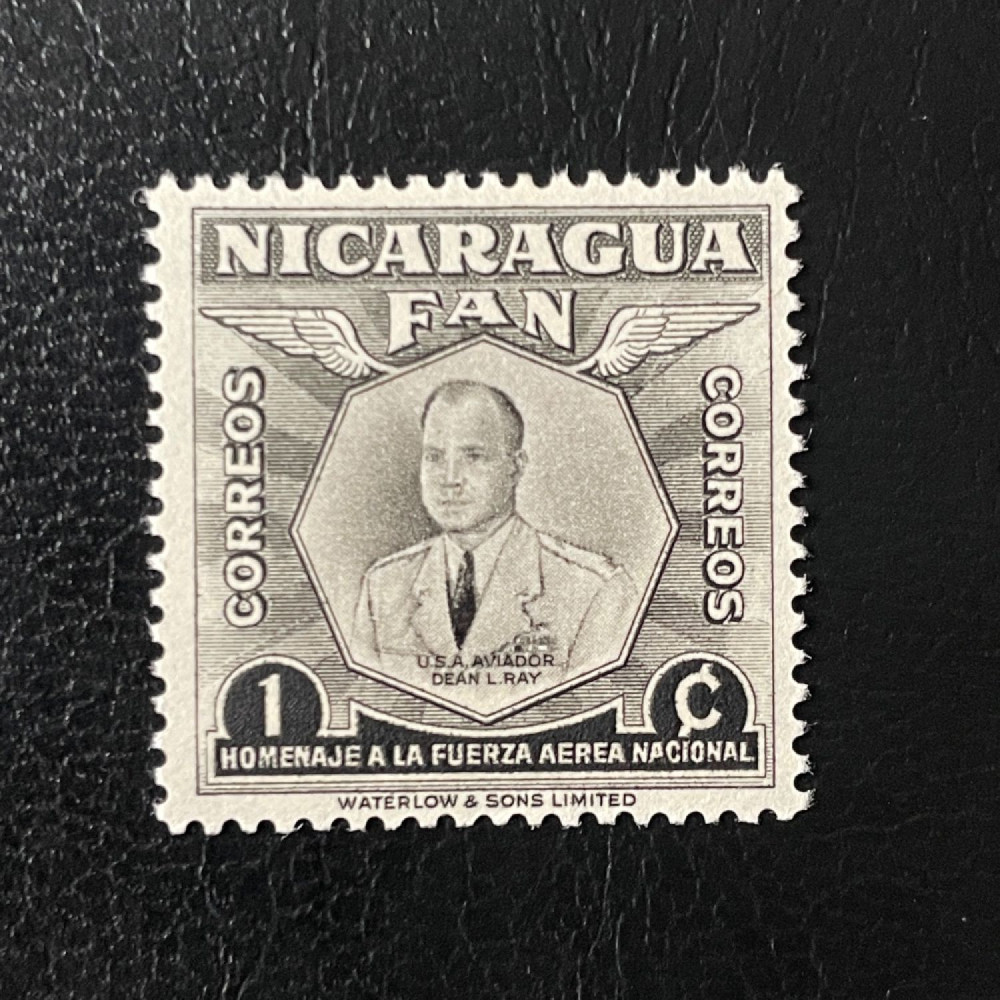 NICARAGUA
FAN
CORREOS
CORREOS
U.S.A. AVIADOR
DEAN L. RAY
1
¢
HOMENAJE A LA FUERZA AEREA NACIONAL
WATERLOW & SONS LIMITED